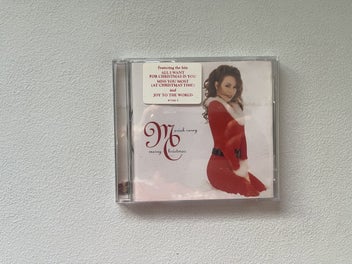 Featuring the hits
ALL I WANT
FOR CHRISTMAS IS YOU
MISS YOU MOST
(AT CHRISTMAS TIME)
and
JOY TO THE WORLD
Mariah Carey
merry Christmas